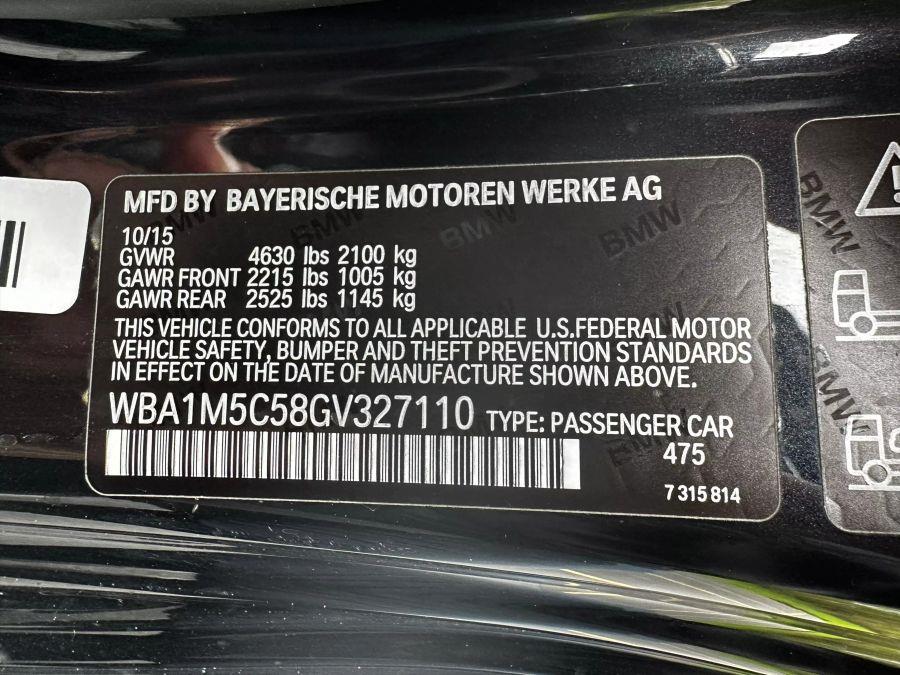 MFD BY BAYERISCHE MOTOREN WERKE AG
10/15
GVWR 4630 lbs 2100 kg
GAWR FRONT 2215 lbs 1005 kg
GAWR REAR 2525 lbs 1145 kg
THIS VEHICLE CONFORMS TO ALL APPLICABLE U.S.FEDERAL MOTOR
VEHICLE SAFETY, BUMPER AND THEFT PREVENTION STANDARDS
IN EFFECT ON THE DATE OF MANUFACTURE SHOWN ABOVE.
WBA1M5C58GV327110 TYPE: PASSENGER CAR
475
7 315 814
BMW
BMW
BMW
BMW
BMW